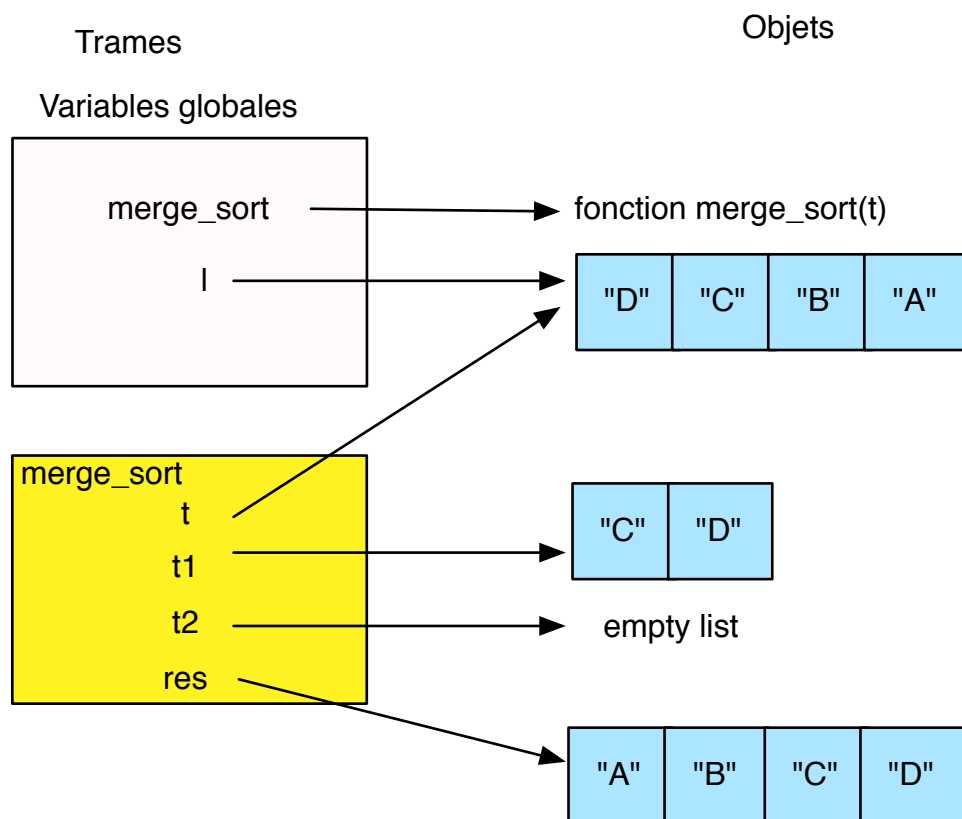 Trames
Objets
Variables globales
merge_sort
fonction merge_sort(t)
l
"D" "C" "B" "A"
merge_sort
t
t1
"C" "D"
t2
empty list
res
"A" "B" "C" "D"